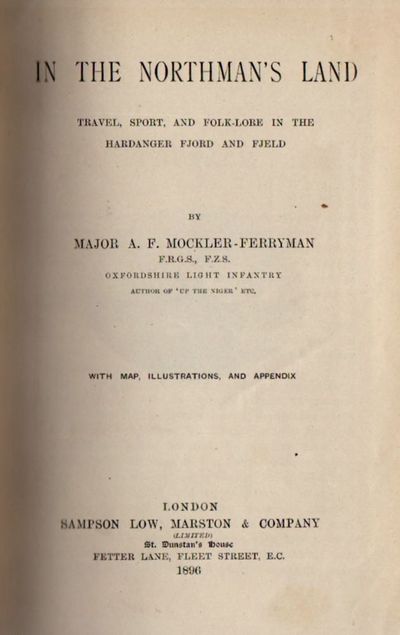 IN THE NORTHMAN'S LAND
TRAVEL, SPORT, AND FOLK-LORE IN THE
HARDANGER FJORD AND FJELD
BY
MAJOR A. F. MOCKLER-FERRYMAN
F.R.G.S., F.Z.S.
OXFORDSHIRE LIGHT INFANTRY
AUTHOR OF 'UP THE NIGER' ETC.
WITH MAP, ILLUSTRATIONS, AND APPENDIX
LONDON
SAMPSON LOW, MARSTON & COMPANY
(LIMITED)
St. Dunstan's House
FETTER LANE, FLEET STREET, E.C.
1896